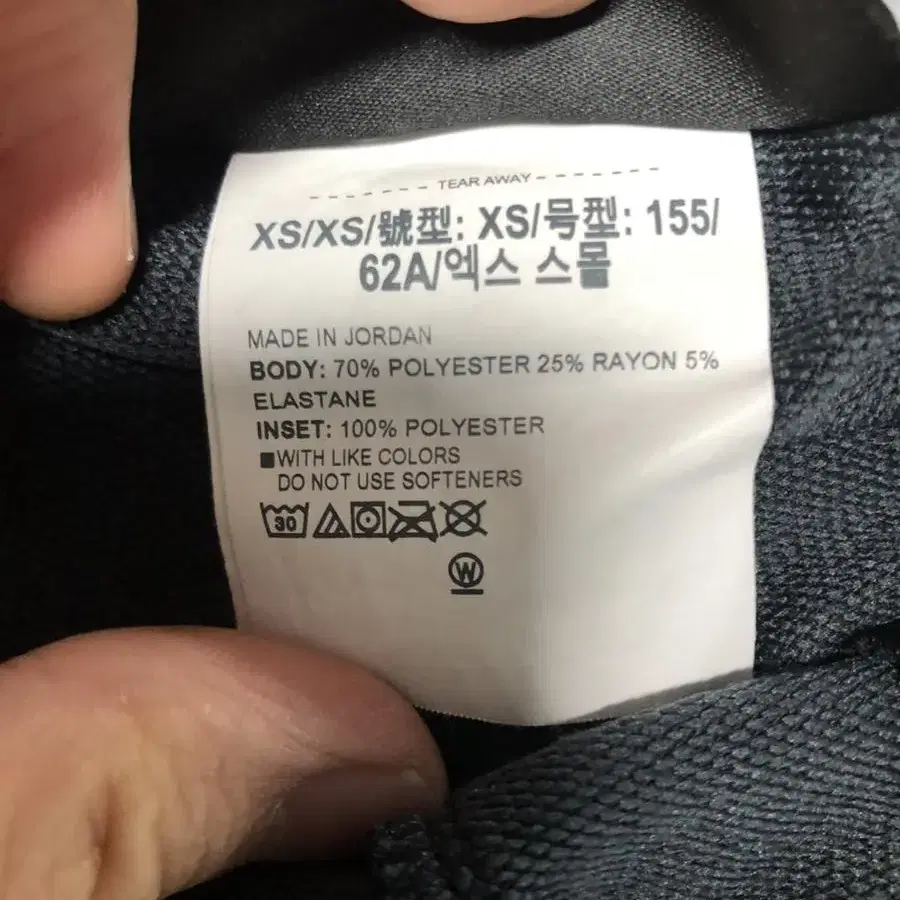 TEAR AWAY
XS/XS/號型: XS/号型: 155/
62A/엑스 스몰
MADE IN JORDAN
BODY: 70% POLYESTER 25% RAYON 5%
ELASTANE
INSET: 100% POLYESTER
WITH LIKE COLORS
DO NOT USE SOFTENERS
30
W